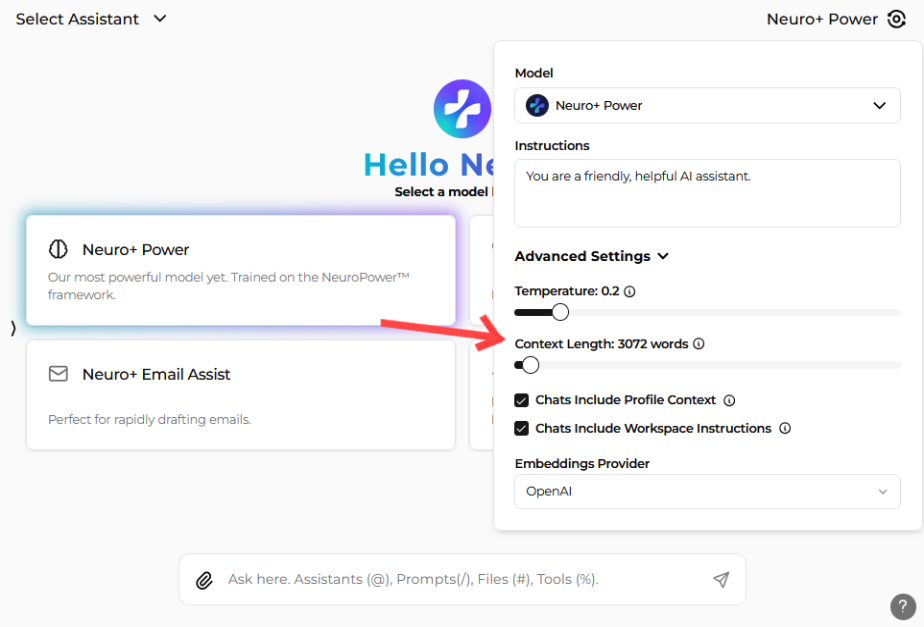 Select Assistant
Neuro+ Power
Model
Neuro+ Power
Instructions
You are a friendly, helpful AI assistant.
Advanced Settings
Temperature: 0.2
Context Length: 3072 words
Chats Include Profile Context
Chats Include Workspace Instructions
Embeddings Provider
OpenAI
Hello
Select a model
Neuro+ Power
Our most powerful model yet. Trained on the NeuroPower™
framework.
Neuro+ Email Assist
Perfect for rapidly drafting emails.
Ask here. Assistants (@), Prompts(/), Files (#), Tools (%).
?